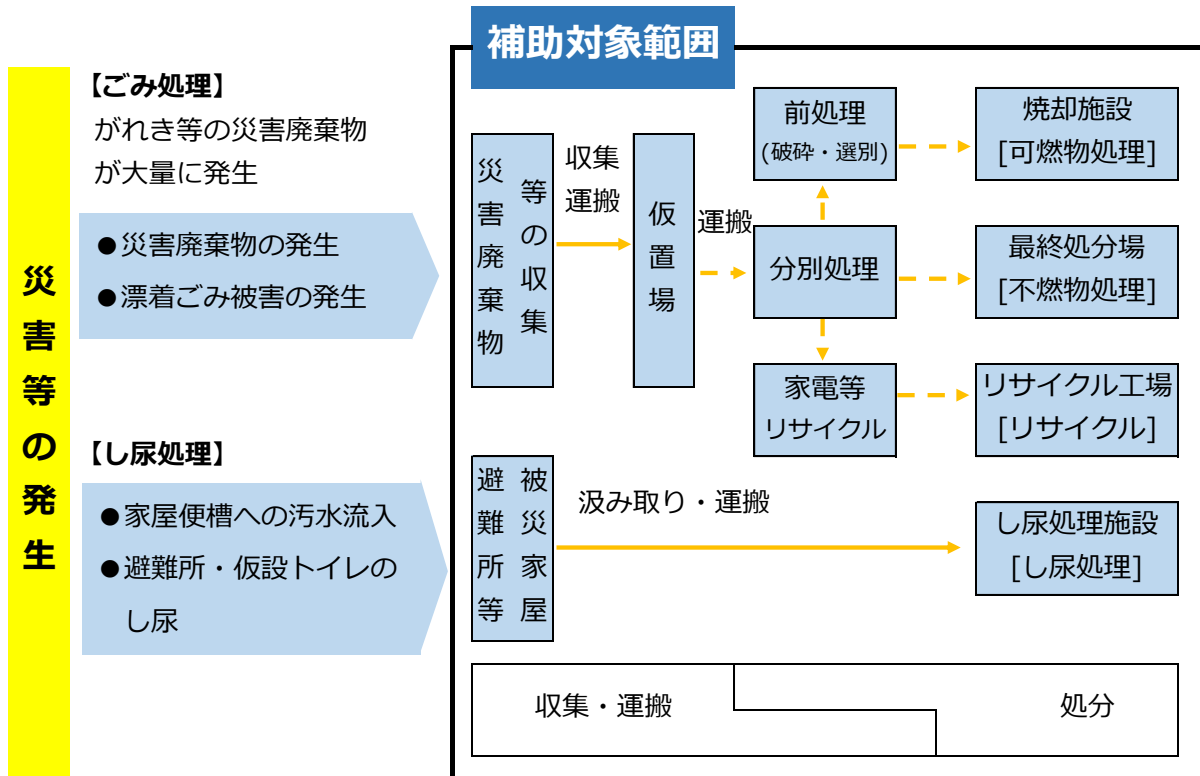 補助対象範囲
災害等の発生
【ごみ処理】
がれき等の災害廃棄物
が大量に発生
●災害廃棄物の発生
●漂着ごみ被害の発生
災害廃棄物
等の収集
収集
運搬
仮置場
運搬
前処理
(破砕・選別)
分別処理
家電等
リサイクル
焼却施設
[可燃物処理]
最終処分場
[不燃物処理]
リサイクル工場
[リサイクル]
【し尿処理】
●家屋便槽への汚水流入
●避難所・仮設トイレの
し尿
被災家屋
避難所等
汲み取り・運搬
し尿処理施設
[し尿処理]
収集・運搬
処分